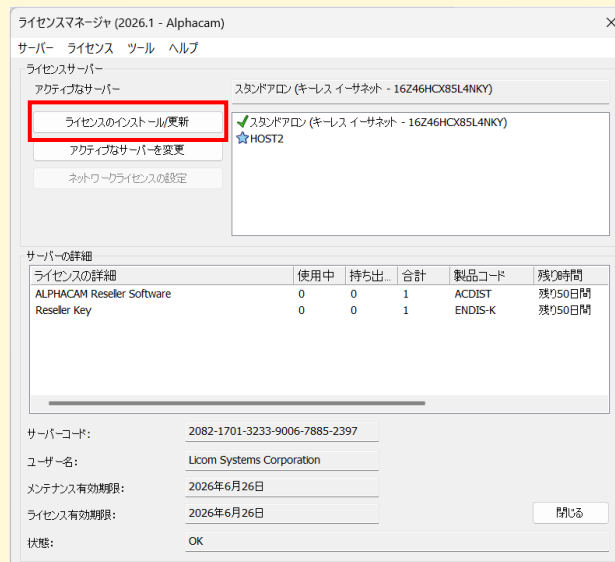 ライセンスマネージャ (2026.1 - Alphacam)
サーバー ライセンス ツール ヘルプ
ライセンスサーバー
アクティブなサーバー
スタンドアロン (キーレス イーサネット - 16Z46HCX85L4NKY)
ライセンスのインストール/更新
スタンドアロン (キーレス イーサネット - 16Z46HCX85L4NKY)
HOST2
アクティブなサーバーを変更
ネットワークライセンスの設定
サーバーの詳細
ライセンスの詳細 使用中 持ち出... 合計 製品コード 残り時間
ALPHACAM Reseller Software 0 0 1 ACDIST 残り50日間
Reseller Key 0 0 1 ENDIS-K 残り50日間
サーバーコード: 2082-1701-3233-9006-7885-2397
ユーザー名: Licom Systems Corporation
メンテナンス有効期限: 2026年6月26日
ライセンス有効期限: 2026年6月26日
閉じる
状態: OK